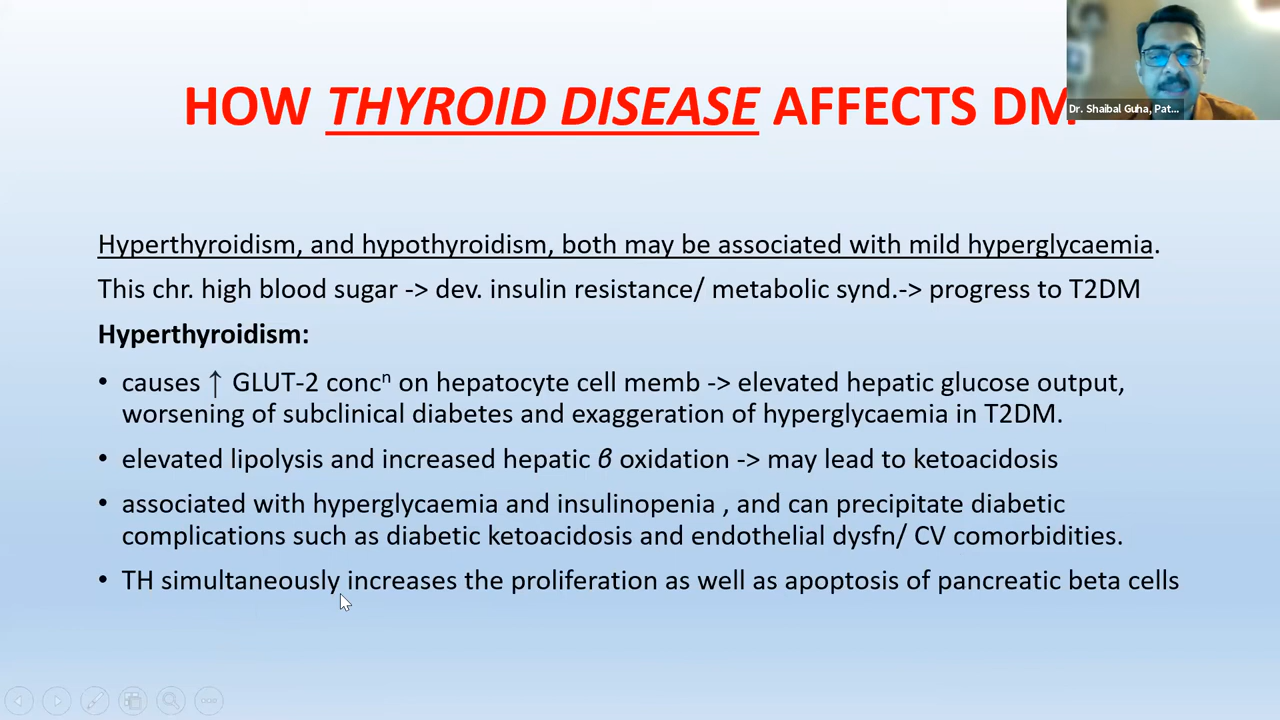 HOW THYROID DISEASE AFFECTS DM
Dr. Shaibal Guha, Pat...
Hyperthyroidism, and hypothyroidism, both may be associated with mild hyperglycaemia.
This chr. high blood sugar -> dev. insulin resistance/ metabolic synd.-> progress to T2DM
Hyperthyroidism:
• causes ↑ GLUT-2 concⁿ on hepatocyte cell memb -> elevated hepatic glucose output,
worsening of subclinical diabetes and exaggeration of hyperglycaemia in T2DM.
• elevated lipolysis and increased hepatic β oxidation -> may lead to ketoacidosis
• associated with hyperglycaemia and insulinopenia , and can precipitate diabetic
complications such as diabetic ketoacidosis and endothelial dysfn/ CV comorbidities.
• TH simultaneously increases the proliferation as well as apoptosis of pancreatic beta cells